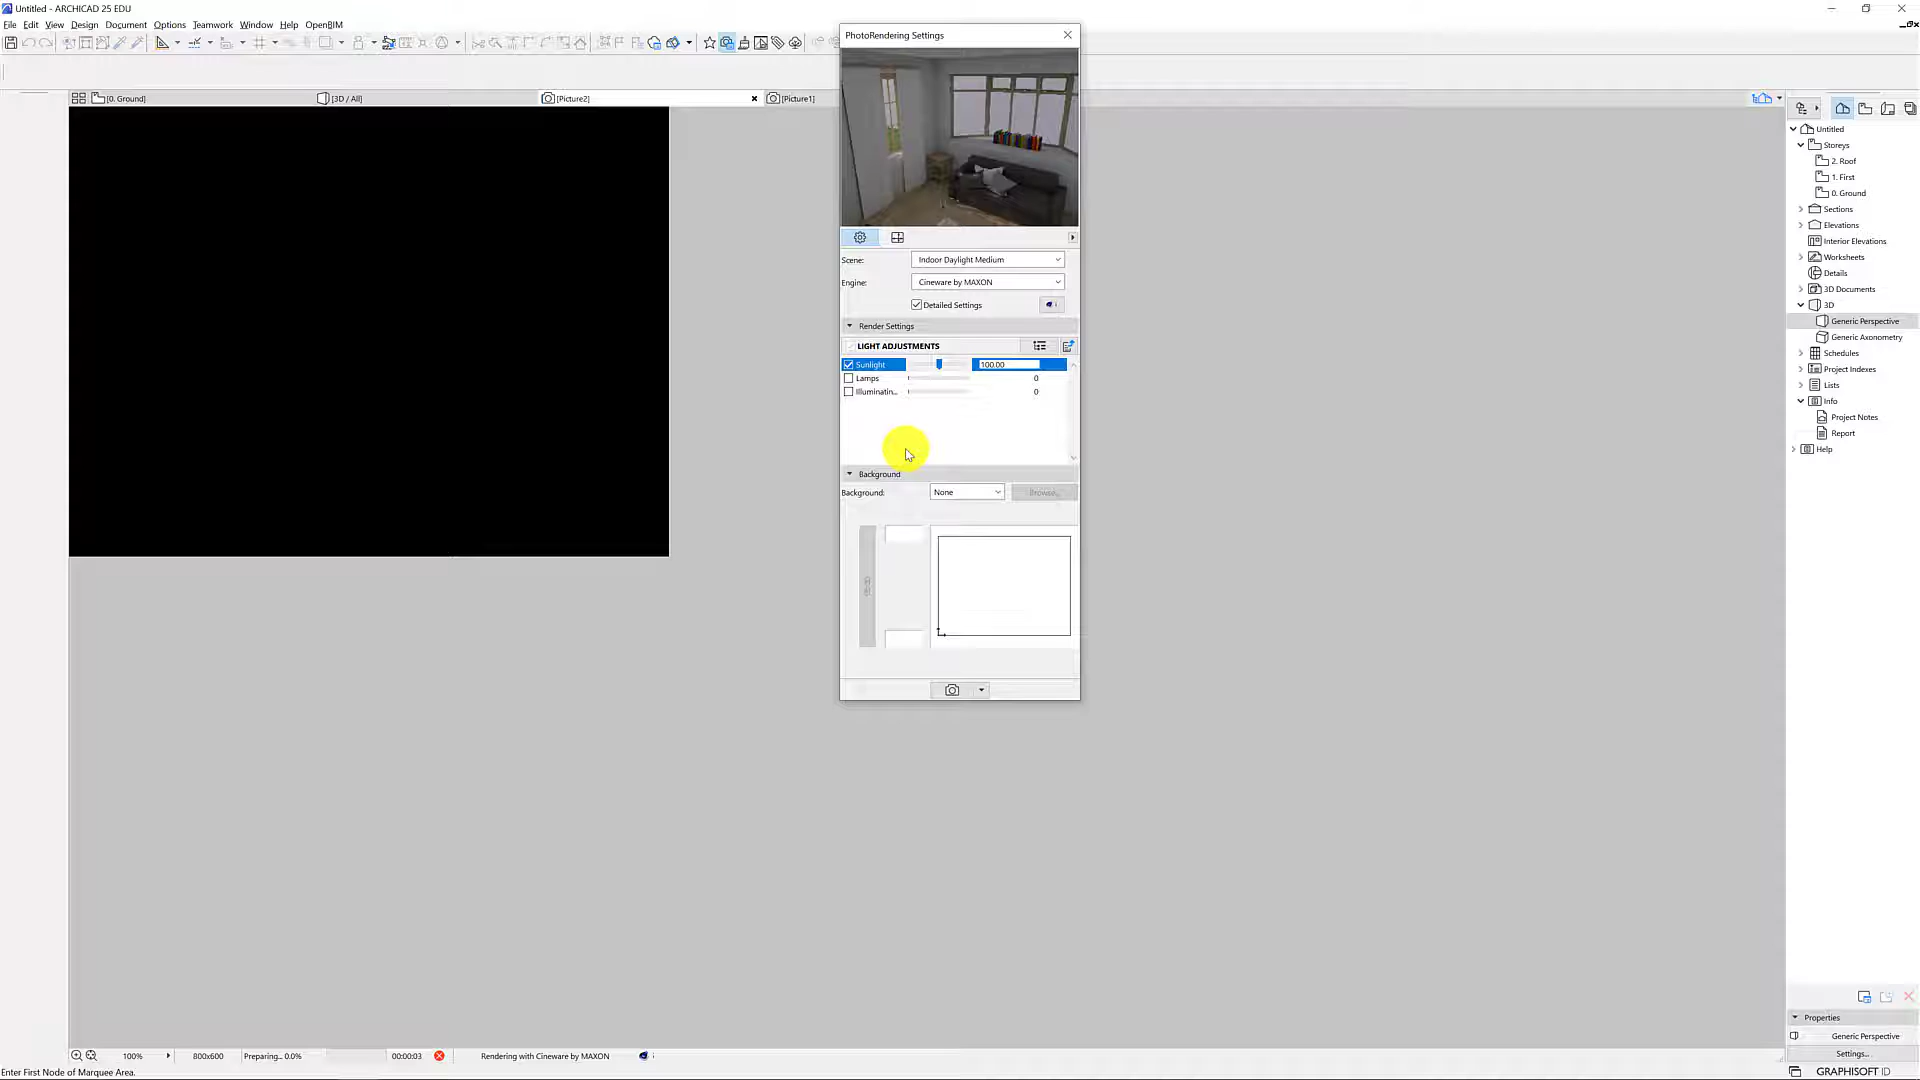 Untitled - ARCHICAD 25 EDU
File Edit View Design Document Options Teamwork Window Help OpenBIM
[0. Ground]
[3D / All]
[Picture2]
[Picture1]
PhotoRendering Settings
Scene: Indoor Daylight Medium
Engine: Cineware by MAXON
Detailed Settings
Render Settings
LIGHT ADJUSTMENTS
Sunlight 100.00
Lamps 0
Illuminatin... 0
Background
Background: None Browse...
Untitled
Storeys
2. Roof
1. First
0. Ground
Sections
Elevations
Interior Elevations
Worksheets
Details
3D Documents
3D
Generic Perspective
Generic Axonometry
Schedules
Project Indexes
Lists
Info
Project Notes
Report
Help
Properties
Generic Perspective
Settings...
100% 800x600 Preparing... 0.0% 00:00:03 Rendering with Cineware by MAXON
Enter First Node of Marquee Area.
GRAPHISOFT ID